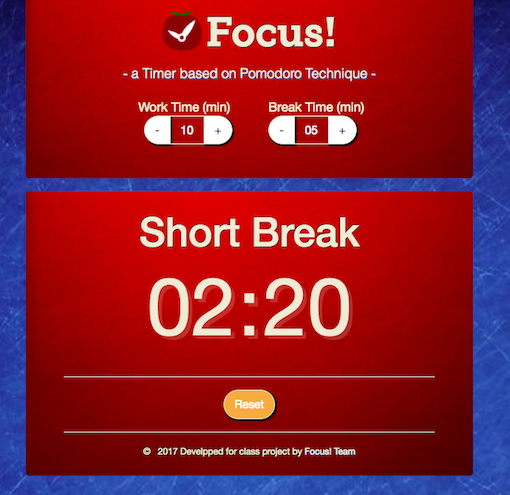 Focus!
- a Timer based on Pomodoro Technique -
Work Time (min) Break Time (min)
- 10 + - 05 +
Short Break
02:20
Reset
© 2017 Develpped for class project by Focus! Team